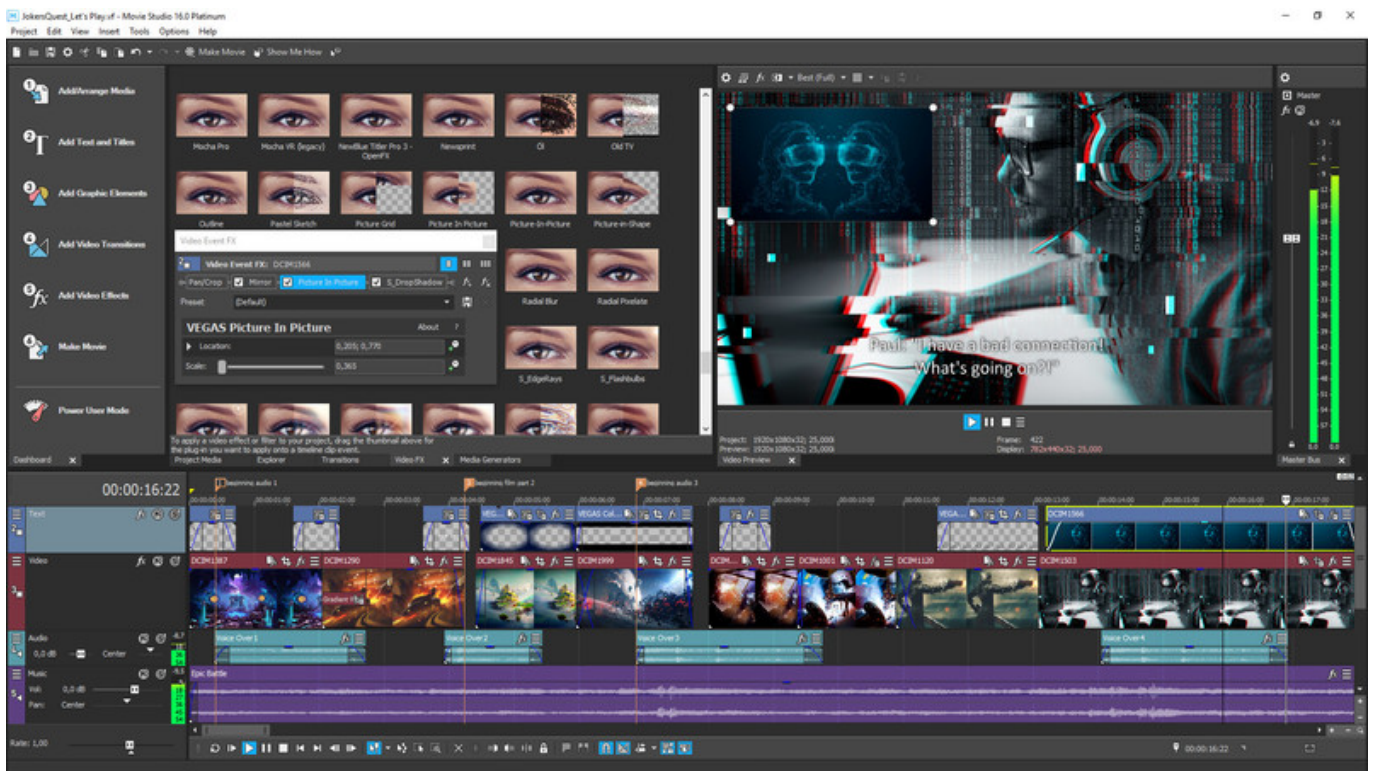 JokersQuest_Let's Play.vf - Movie Studio 16.0 Platinum
Project Edit View Insert Tools Options Help
Make Movie Show Me How
1 Add/Arrange Media
2 Add Text and Titles
3 Add Graphic Elements
4 Add Video Transitions
5 Add Video Effects
6 Make Movie
Power User Mode
Dashboard
Mocha Pro Mocha VR (legacy) NewBlue Titler Pro 3 - OpenFX Newsprint Öl Old TV
Outline Pastel Sketch Picture Grid Picture In Picture Picture-In-Picture Picture-in-Shape
Radial Blur Radial Pixelate
S_EdgeRays S_Flashbulbs
Video Event FX
Video Event FX: DCIM1566
Pan/Crop Mirror Picture In Picture S_DropShadow
Preset: (Default)
VEGAS Picture In Picture About ?
Location: 0,205; 0,770
Scale: 0,365
To apply a video effect or filter to your project, drag the thumbnail above for
the plug-in you want to apply onto a timeline clip event.
Project Media Explorer Transitions Video FX Media Generators
Best (Full)
Paul: "I have a bad connection!
What's going on?!"
Project: 1920x1080x32; 25,000i
Preview: 1920x1080x32; 25,000i
Frame: 422
Display: 782x440x32; 25,000
Video Preview
Master
Master Bus
00:00:16:22
beginning audio 1 beginning film part 2 beginning audio 3
Text
VEGAS Col...
DCIM1566
Video
DCIM1387 DCIM1290 DCIM1845 DCIM1999 DCIM... DCIM1001 DCIM1120 DCIM1503
Audio
0,0 dB Center
Voice Over1 Voice Over2 Voice Over3 Voice Over4
Music
Vol: 0,0 dB
Pan: Center
Epic Battle
Rate: 1,00
00:00:16:22